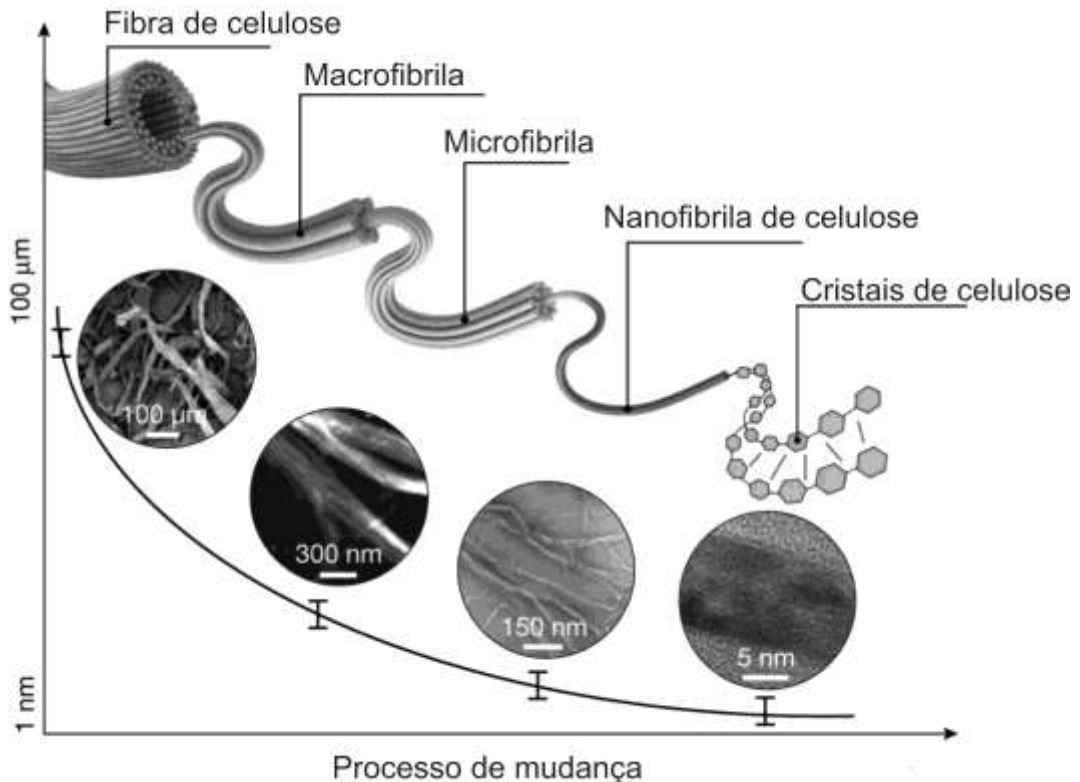 Fibra de celulose
Macrofibrila
Microfibrila
Nanofibrila de celulose
Cristais de celulose
100 μm
100 μm
300 nm
150 nm
5 nm
1 nm
Processo de mudança